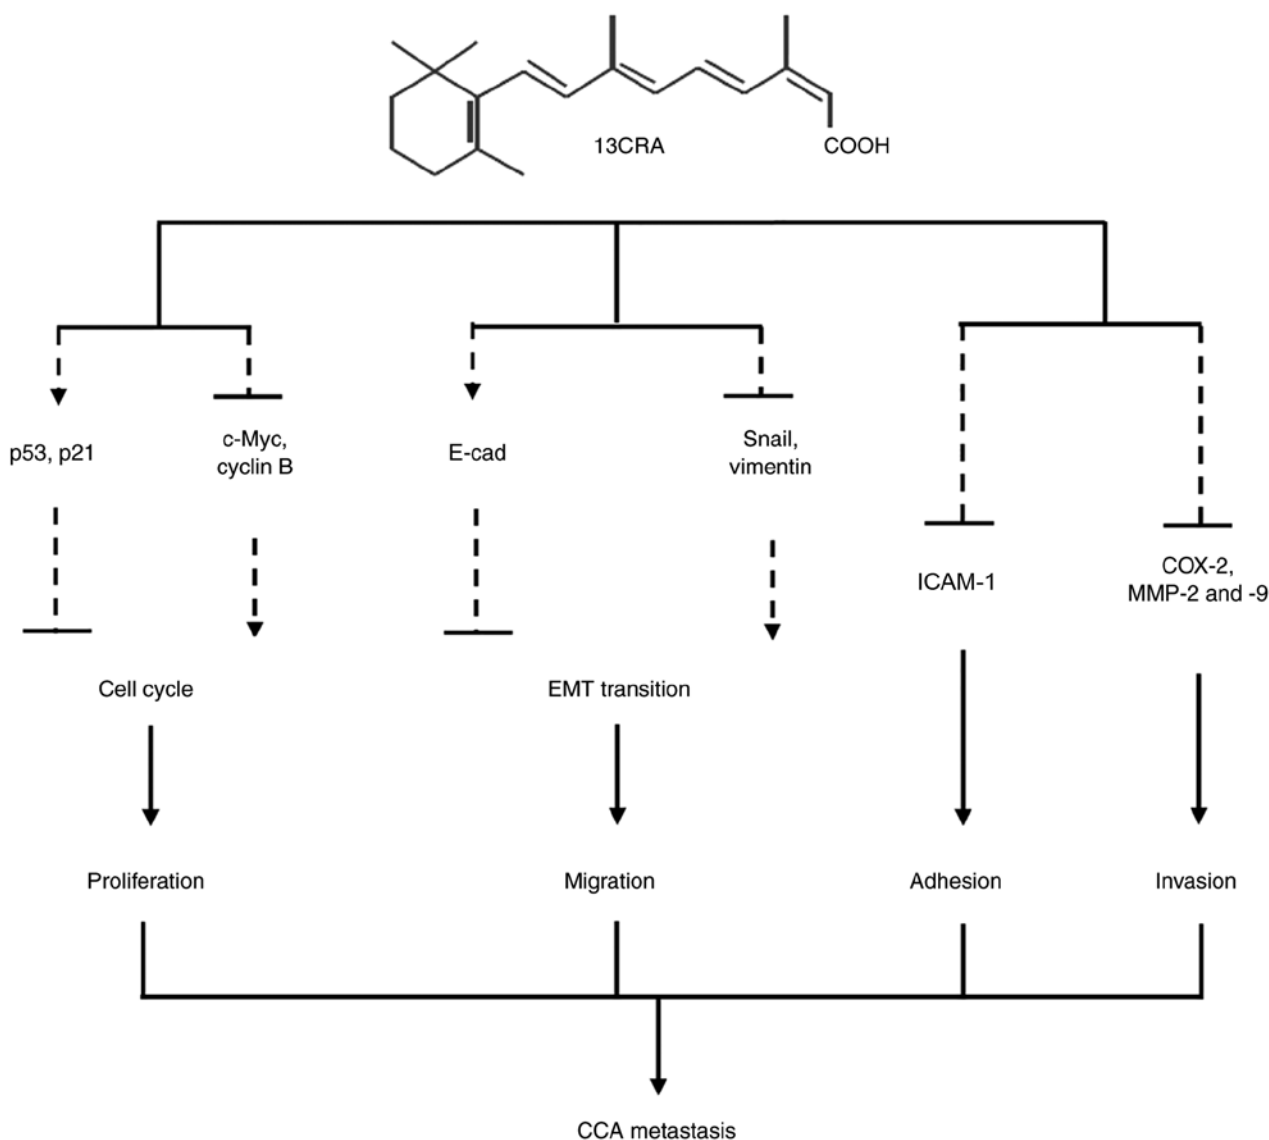 13CRA
COOH
p53, p21
c-Myc,
cyclin B
E-cad
Snail,
vimentin
ICAM-1
COX-2,
MMP-2 and -9
Cell cycle
EMT transition
Proliferation
Migration
Adhesion
Invasion
CCA metastasis